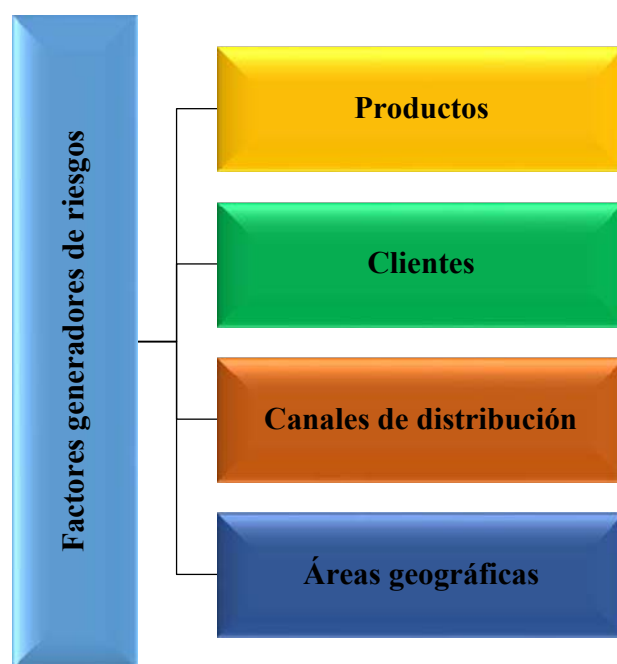 Factores generadores de riesgos
Productos
Clientes
Canales de distribución
Áreas geográficas